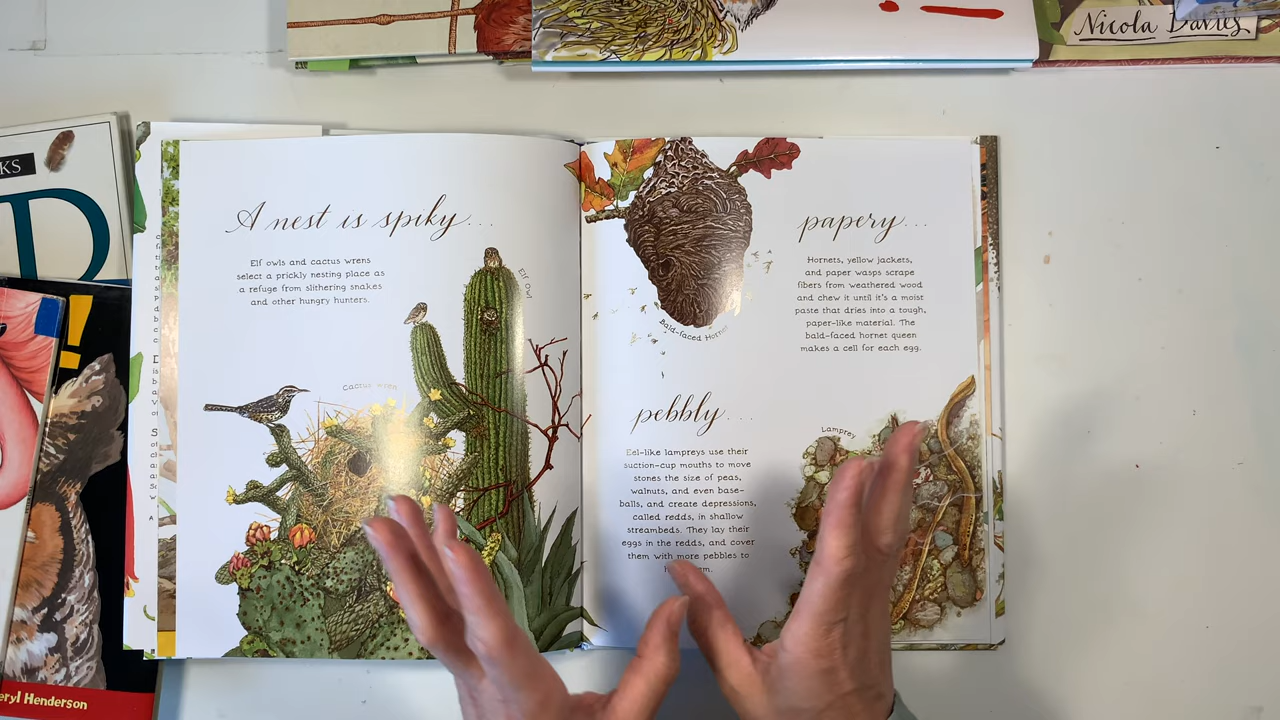 Nicola Davies
KS
D
!
eryl Henderson
A nest is spiky...
Elf owls and cactus wrens
select a prickly nesting place as
a refuge from slithering snakes
and other hungry hunters.
Elf Owl
Cactus wren
papery...
Hornets, yellow jackets,
and paper wasps scrape
fibers from weathered wood
and chew it until it's a moist
paste that dries into a tough,
paper-like material. The
bald-faced hornet queen
makes a cell for each egg.
Bald-faced Hornet
pebbly...
Eel-like lampreys use their
suction-cup mouths to move
stones the size of peas,
walnuts, and even base-
balls, and create depressions,
called redds, in shallow
streambeds. They lay their
eggs in the redds, and cover
them with more pebbles to
Lamprey